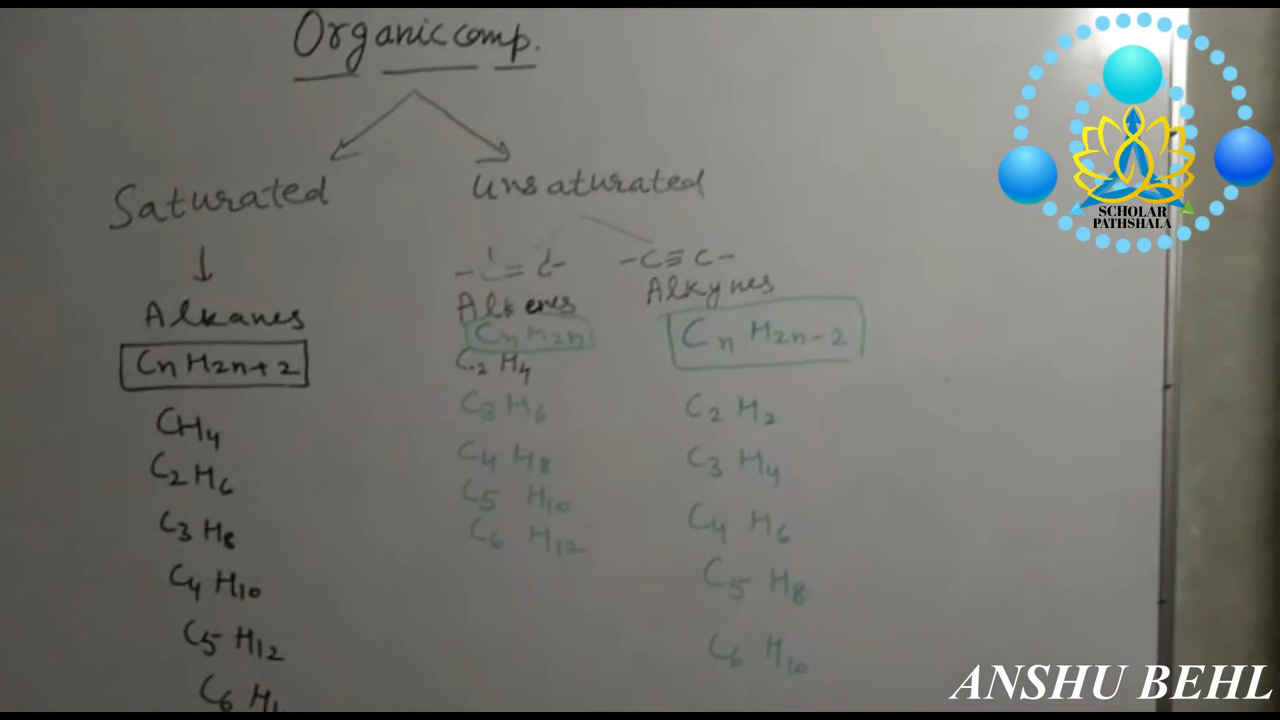 Organic comp.
Saturated
Unsaturated
-C=C-
-C≡C-
Alkanes
Alkenes
Alkynes
CnH2n+2
CnH2n
CnH2n-2
CH4
C2H6
C3H8
C4H10
C5H12
C6H1
C2H4
C3H6
C4H8
C5H10
C6H12
C2H2
C3H4
C4H6
C5H8
C6H10
SCHOLAR
PATHSHALA
ANSHU BEHL